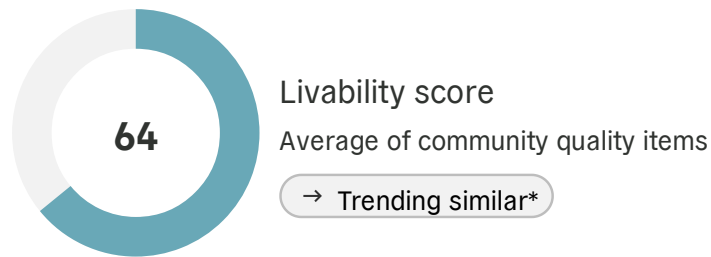 64
Livability score
Average of community quality items
→ Trending similar*